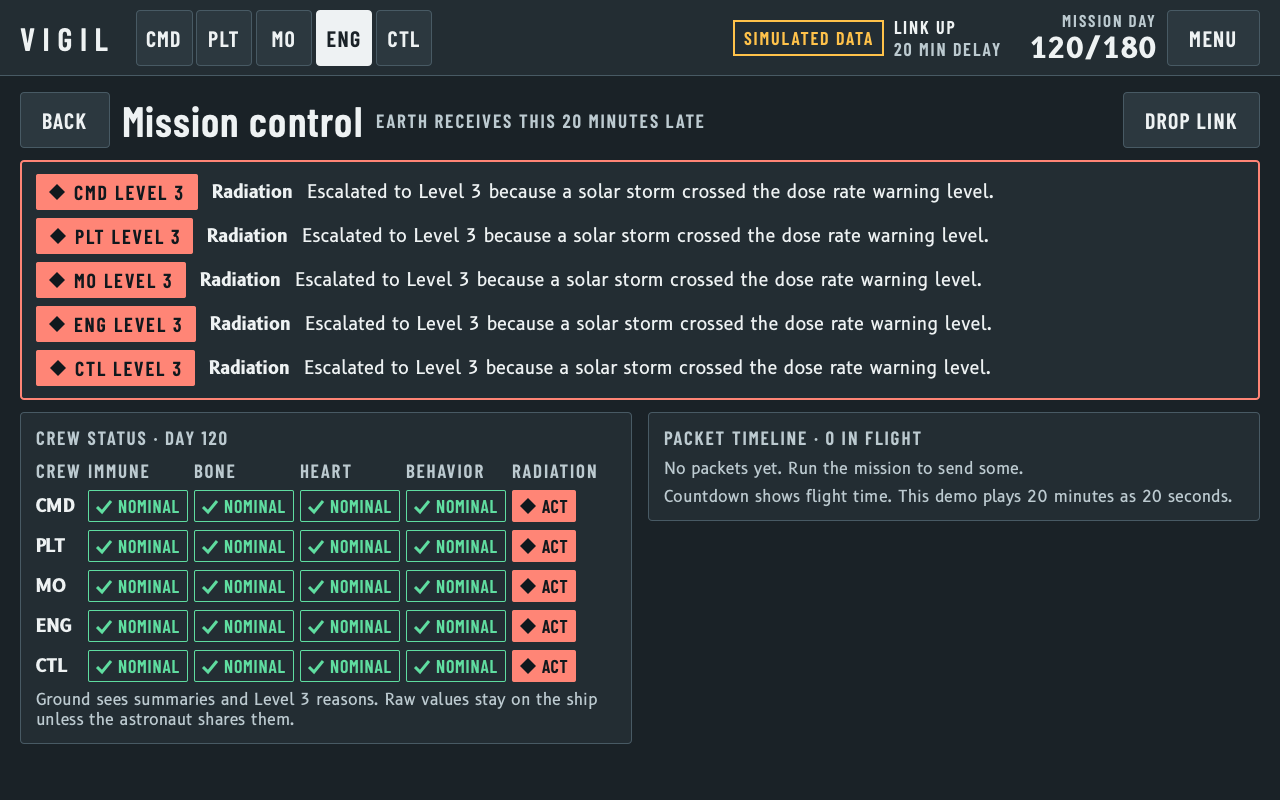 VIGIL CMD PLT MO ENG CTL SIMULATED DATA LINK UP 20 MIN DELAY MISSION DAY 120/180 MENU
BACK Mission control EARTH RECEIVES THIS 20 MINUTES LATE DROP LINK
CMD LEVEL 3 Radiation Escalated to Level 3 because a solar storm crossed the dose rate warning level.
PLT LEVEL 3 Radiation Escalated to Level 3 because a solar storm crossed the dose rate warning level.
MO LEVEL 3 Radiation Escalated to Level 3 because a solar storm crossed the dose rate warning level.
ENG LEVEL 3 Radiation Escalated to Level 3 because a solar storm crossed the dose rate warning level.
CTL LEVEL 3 Radiation Escalated to Level 3 because a solar storm crossed the dose rate warning level.
CREW STATUS · DAY 120
CREW IMMUNE BONE HEART BEHAVIOR RADIATION
CMD NOMINAL NOMINAL NOMINAL NOMINAL ACT
PLT NOMINAL NOMINAL NOMINAL NOMINAL ACT
MO NOMINAL NOMINAL NOMINAL NOMINAL ACT
ENG NOMINAL NOMINAL NOMINAL NOMINAL ACT
CTL NOMINAL NOMINAL NOMINAL NOMINAL ACT
Ground sees summaries and Level 3 reasons. Raw values stay on the ship
unless the astronaut shares them.
PACKET TIMELINE · 0 IN FLIGHT
No packets yet. Run the mission to send some.
Countdown shows flight time. This demo plays 20 minutes as 20 seconds.